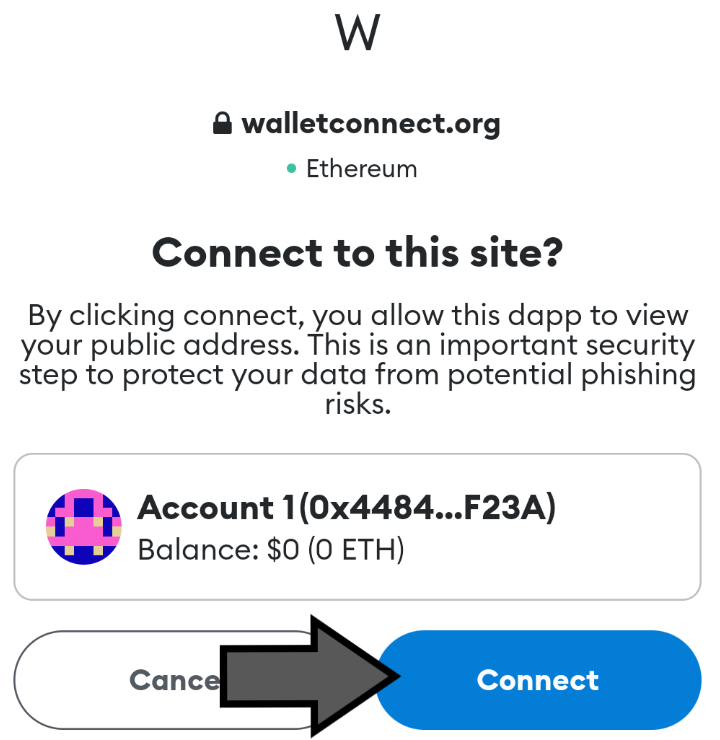 W
walletconnect.org
Ethereum
Connect to this site?
By clicking connect, you allow this dapp to view
your public address. This is an important security
step to protect your data from potential phishing
risks.
Account 1(0x4484...F23A)
Balance: $0 (0 ETH)
Cance
Connect